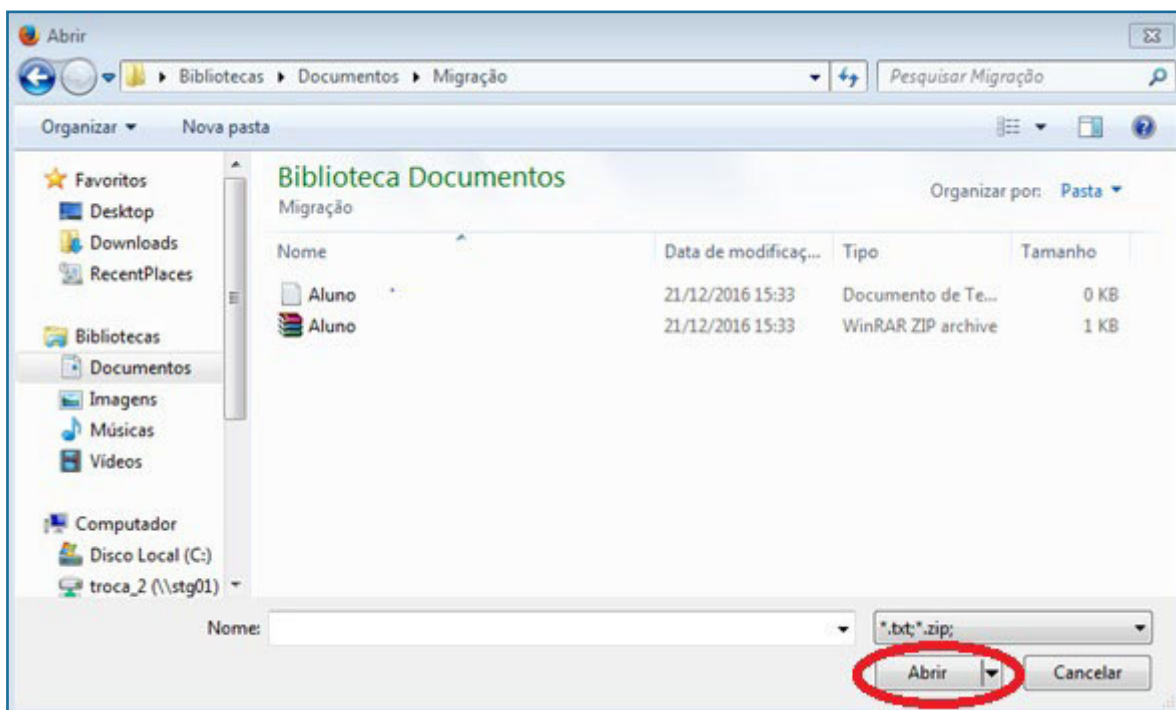 Abrir
Bibliotecas Documentos Migração Pesquisar Migração
Organizar Nova pasta
Favoritos
Desktop
Downloads
RecentPlaces
Bibliotecas
Documentos
Imagens
Músicas
Vídeos
Computador
Disco Local (C:)
troca_2 (\\stg01)
Biblioteca Documentos
Migração
Organizar por: Pasta
Nome Data de modificaç... Tipo Tamanho
Aluno 21/12/2016 15:33 Documento de Te... 0 KB
Aluno 21/12/2016 15:33 WinRAR ZIP archive 1 KB
Nome: *.txt;*.zip;
Abrir Cancelar